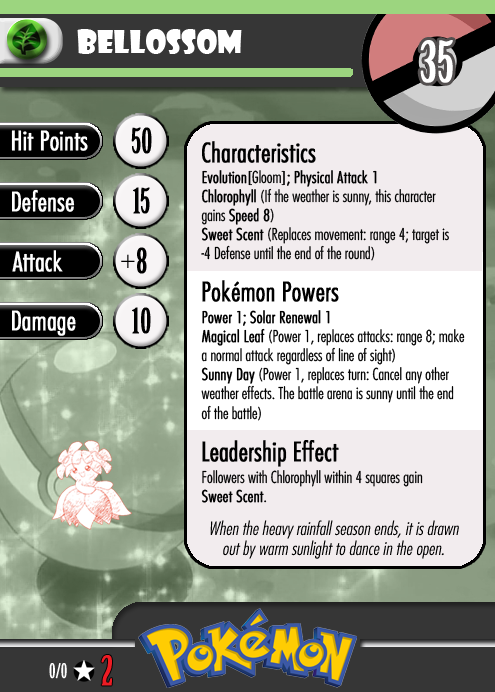 BELLOSSOM
35
Hit Points 50
Defense 15
Attack +8
Damage 10
Characteristics
Evolution[Gloom]; Physical Attack 1
Chlorophyll (If the weather is sunny, this character
gains Speed 8)
Sweet Scent (Replaces movement: range 4; target is
-4 Defense until the end of the round)
Pokémon Powers
Power 1; Solar Renewal 1
Magical Leaf (Power 1, replaces attacks: range 8; make
a normal attack regardless of line of sight)
Sunny Day (Power 1, replaces turn: Cancel any other
weather effects. The battle arena is sunny until the end
of the battle)
Leadership Effect
Followers with Chlorophyll within 4 squares gain
Sweet Scent.
When the heavy rainfall season ends, it is drawn
out by warm sunlight to dance in the open.
0/0 ★ 2
POKÉMON